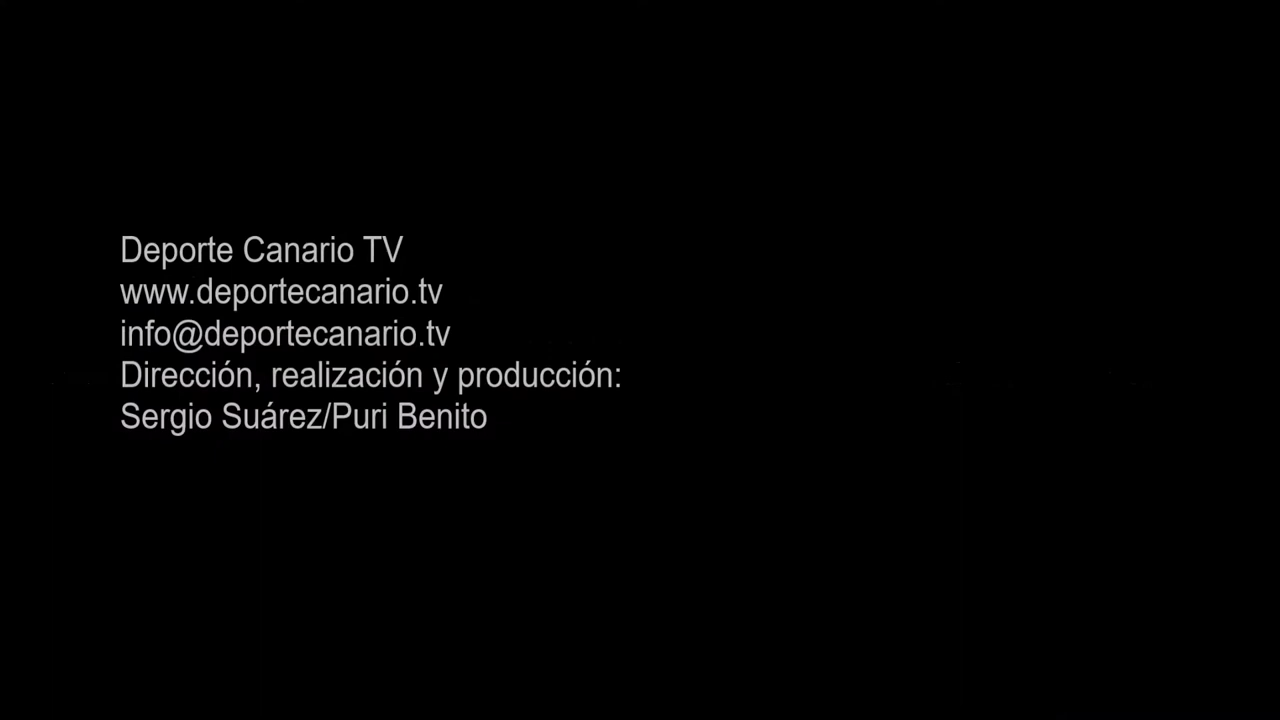 Deporte Canario TV
www.deportecanario.tv
info@deportecanario.tv
Dirección, realización y producción:
Sergio Suárez/Puri Benito